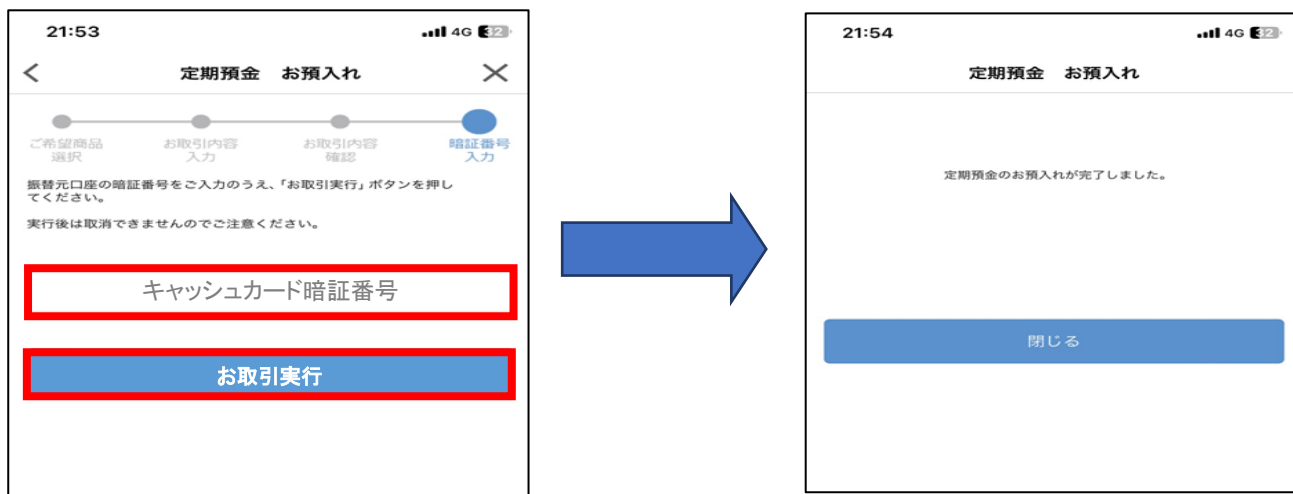 21:53
4G 32
定期預金 お預入れ
ご希望商品
選択
お取引内容
入力
お取引内容
確認
暗証番号
入力
振替元口座の暗証番号をご入力のうえ、「お取引実行」ボタンを押し
てください。
実行後は取消できませんのでご注意ください。
キャッシュカード暗証番号
お取引実行
21:54
4G 32
定期預金 お預入れ
定期預金のお預入れが完了しました。
閉じる